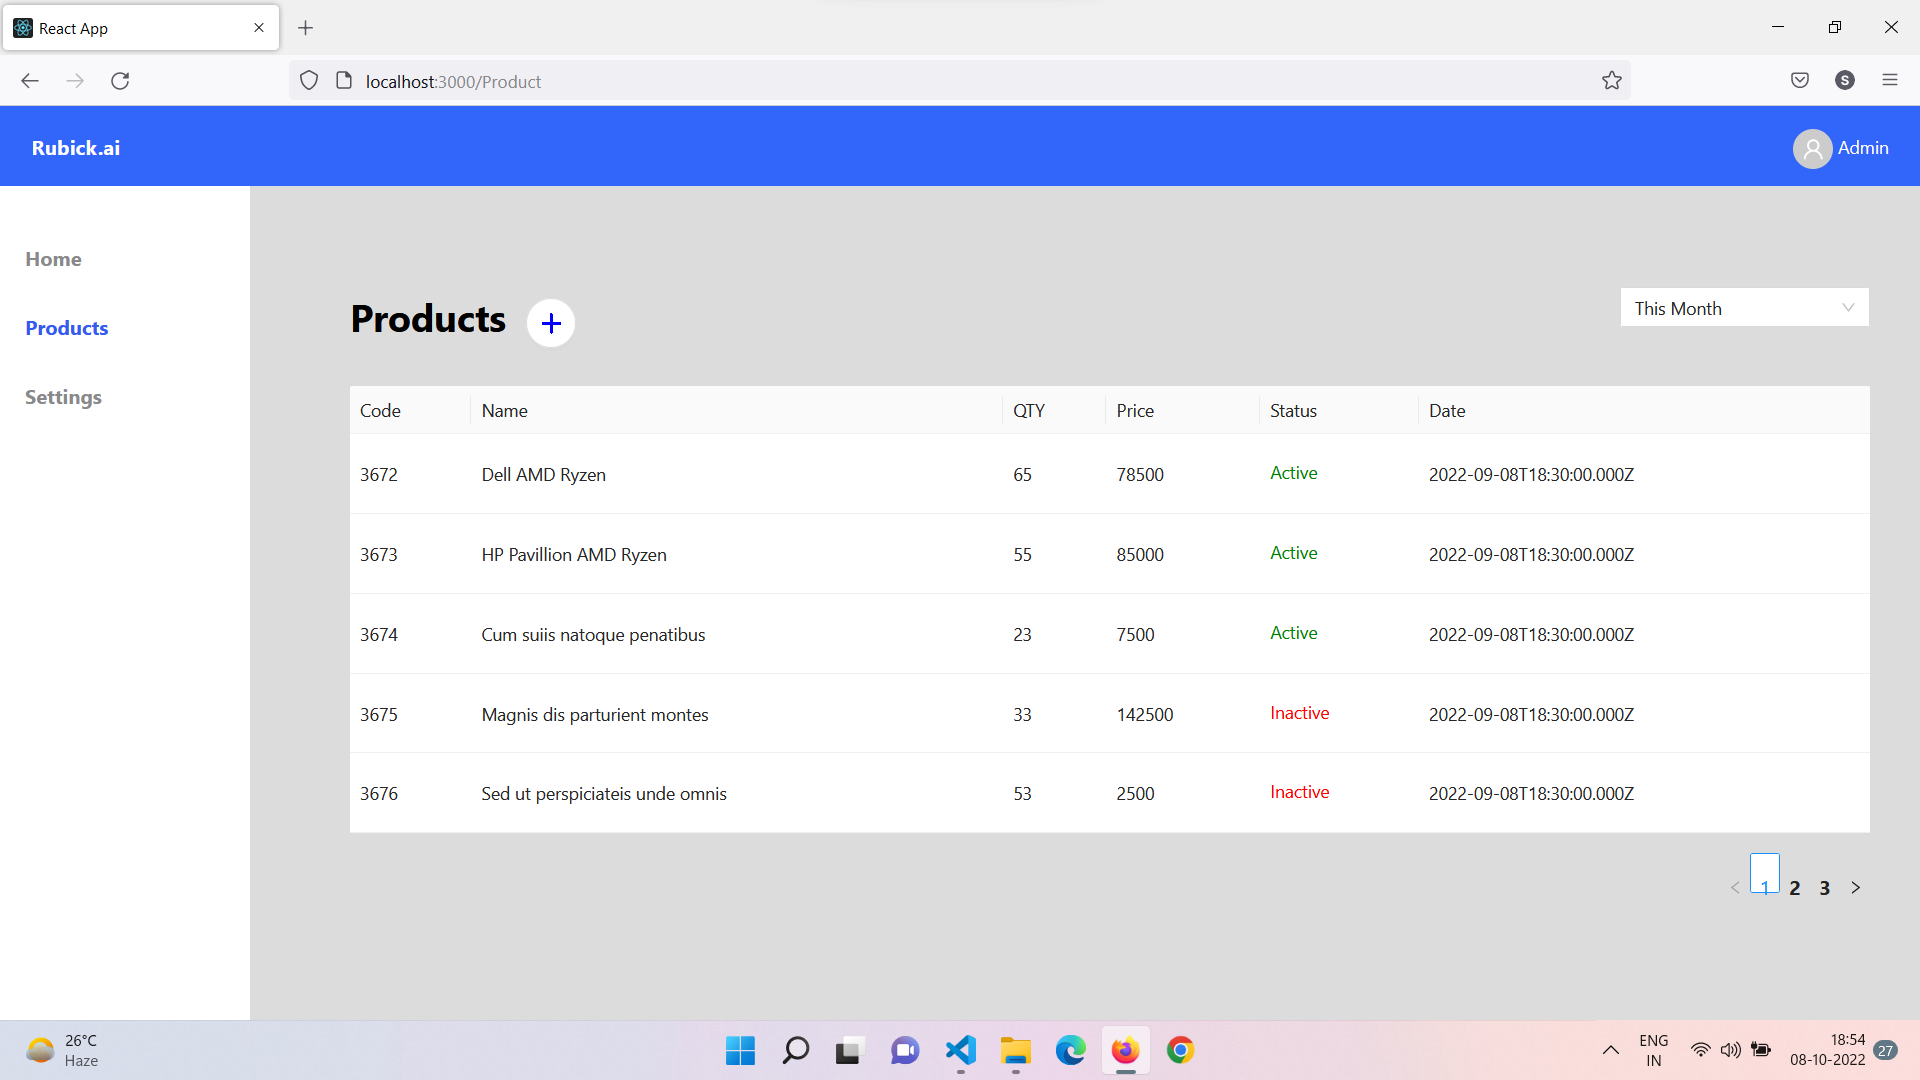 React App
localhost:3000/Product
S
Rubick.ai
Admin
Home
Products
Settings
Products
This Month
Code Name QTY Price Status Date
3672 Dell AMD Ryzen 65 78500 Active 2022-09-08T18:30:00.000Z
3673 HP Pavillion AMD Ryzen 55 85000 Active 2022-09-08T18:30:00.000Z
3674 Cum suiis natoque penatibus 23 7500 Active 2022-09-08T18:30:00.000Z
3675 Magnis dis parturient montes 33 142500 Inactive 2022-09-08T18:30:00.000Z
3676 Sed ut perspiciateis unde omnis 53 2500 Inactive 2022-09-08T18:30:00.000Z
1 2 3
26°C
Haze
ENG
IN
18:54
08-10-2022
27